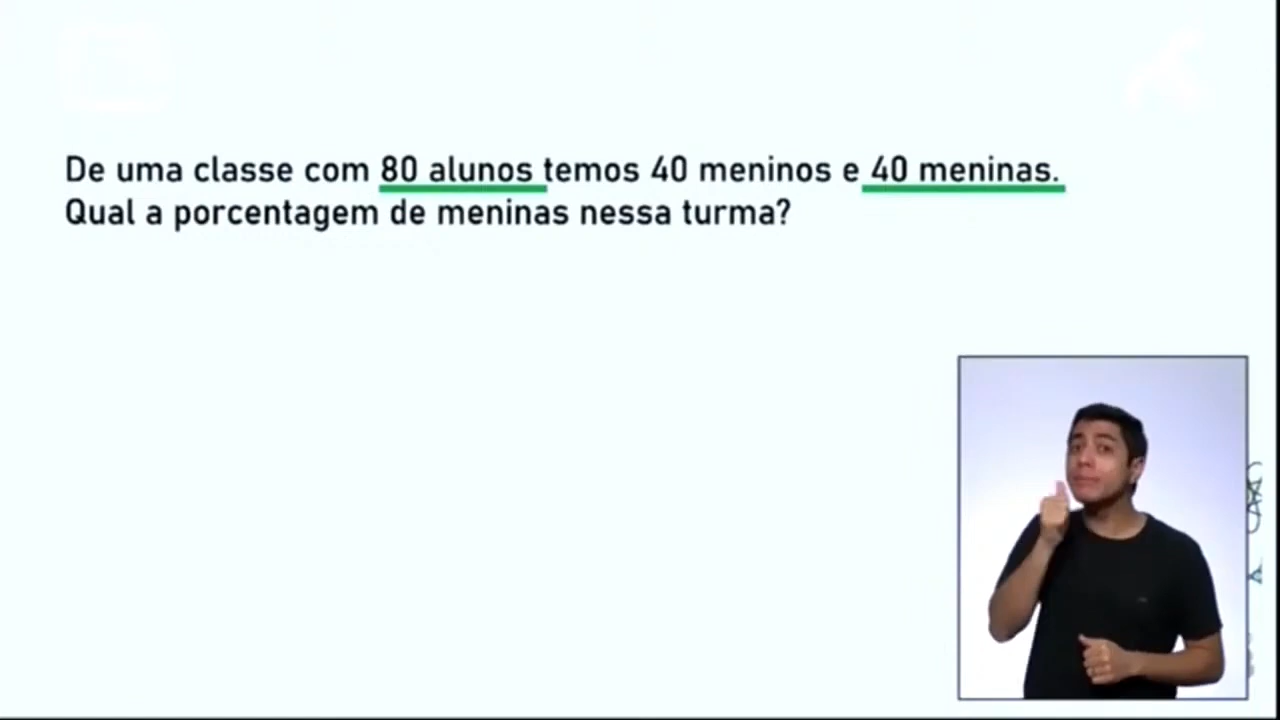 De uma classe com 80 alunos temos 40 meninos e 40 meninas.
Qual a porcentagem de meninas nessa turma?